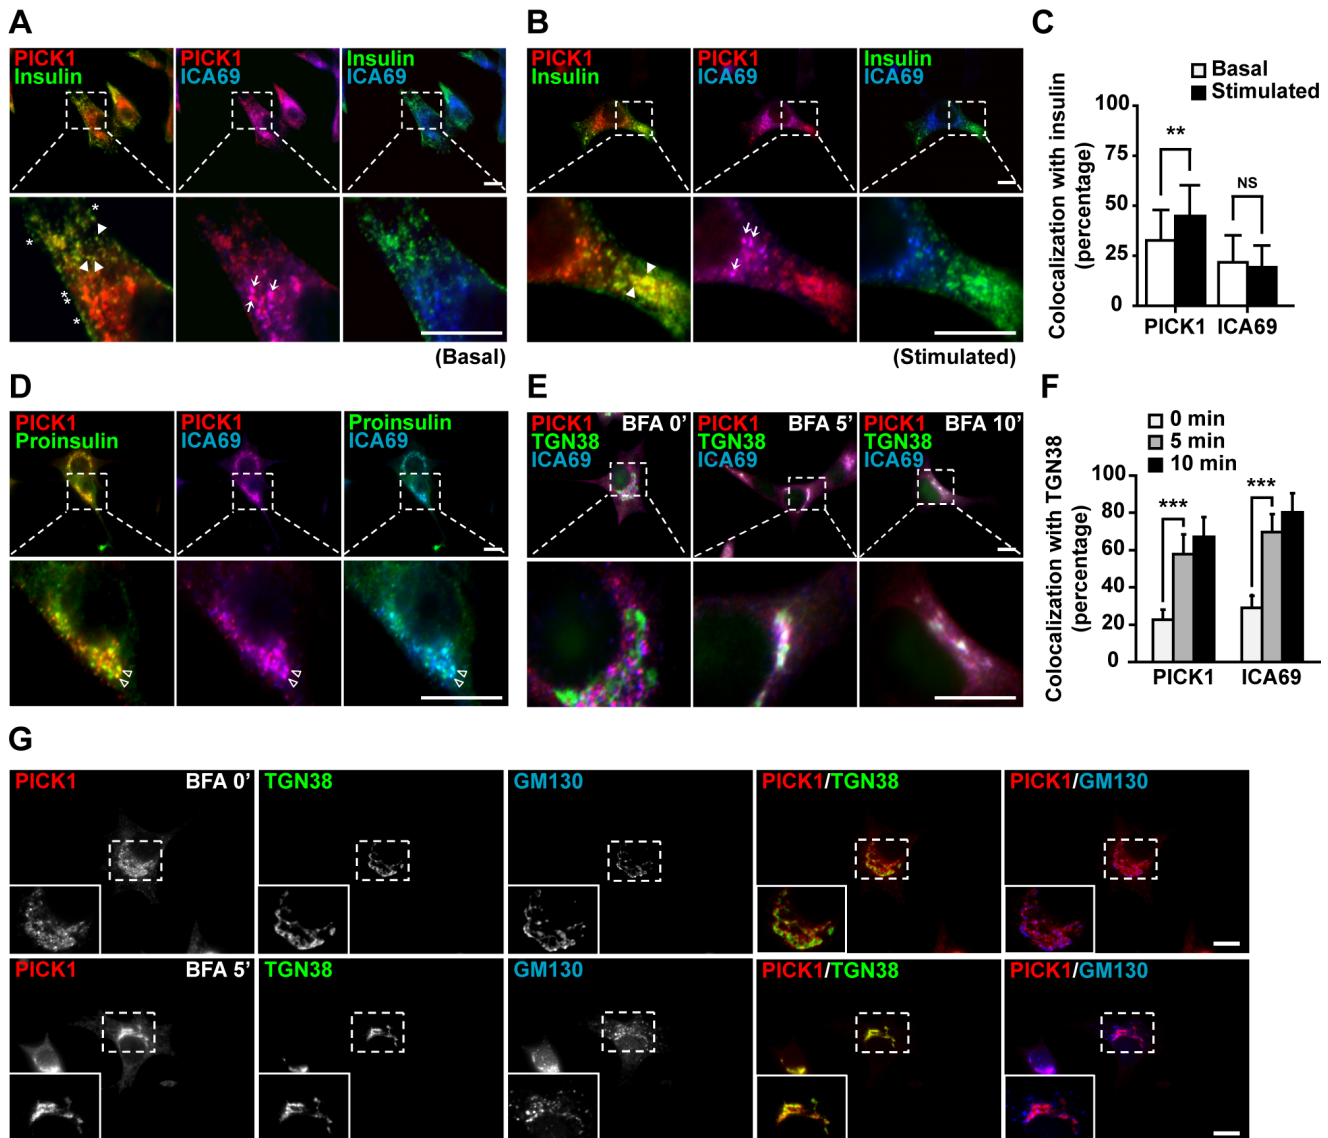 A
PICK1
Insulin
PICK1
ICA69
Insulin
ICA69
(Basal)
B
PICK1
Insulin
PICK1
ICA69
Insulin
ICA69
(Stimulated)
C
Basal
Stimulated
Colocalization with insulin
(percentage)
100
75
50
25
0
**
NS
PICK1
ICA69
D
PICK1
Proinsulin
PICK1
ICA69
Proinsulin
ICA69
E
PICK1 BFA 0’
TGN38
ICA69
PICK1 BFA 5’
TGN38
ICA69
PICK1 BFA 10’
TGN38
ICA69
F
0 min
5 min
10 min
Colocalization with TGN38
(percentage)
100
80
60
40
20
0
***
***
PICK1
ICA69
G
PICK1 BFA 0’
TGN38
GM130
PICK1/TGN38
PICK1/GM130
PICK1 BFA 5’
TGN38
GM130
PICK1/TGN38
PICK1/GM130